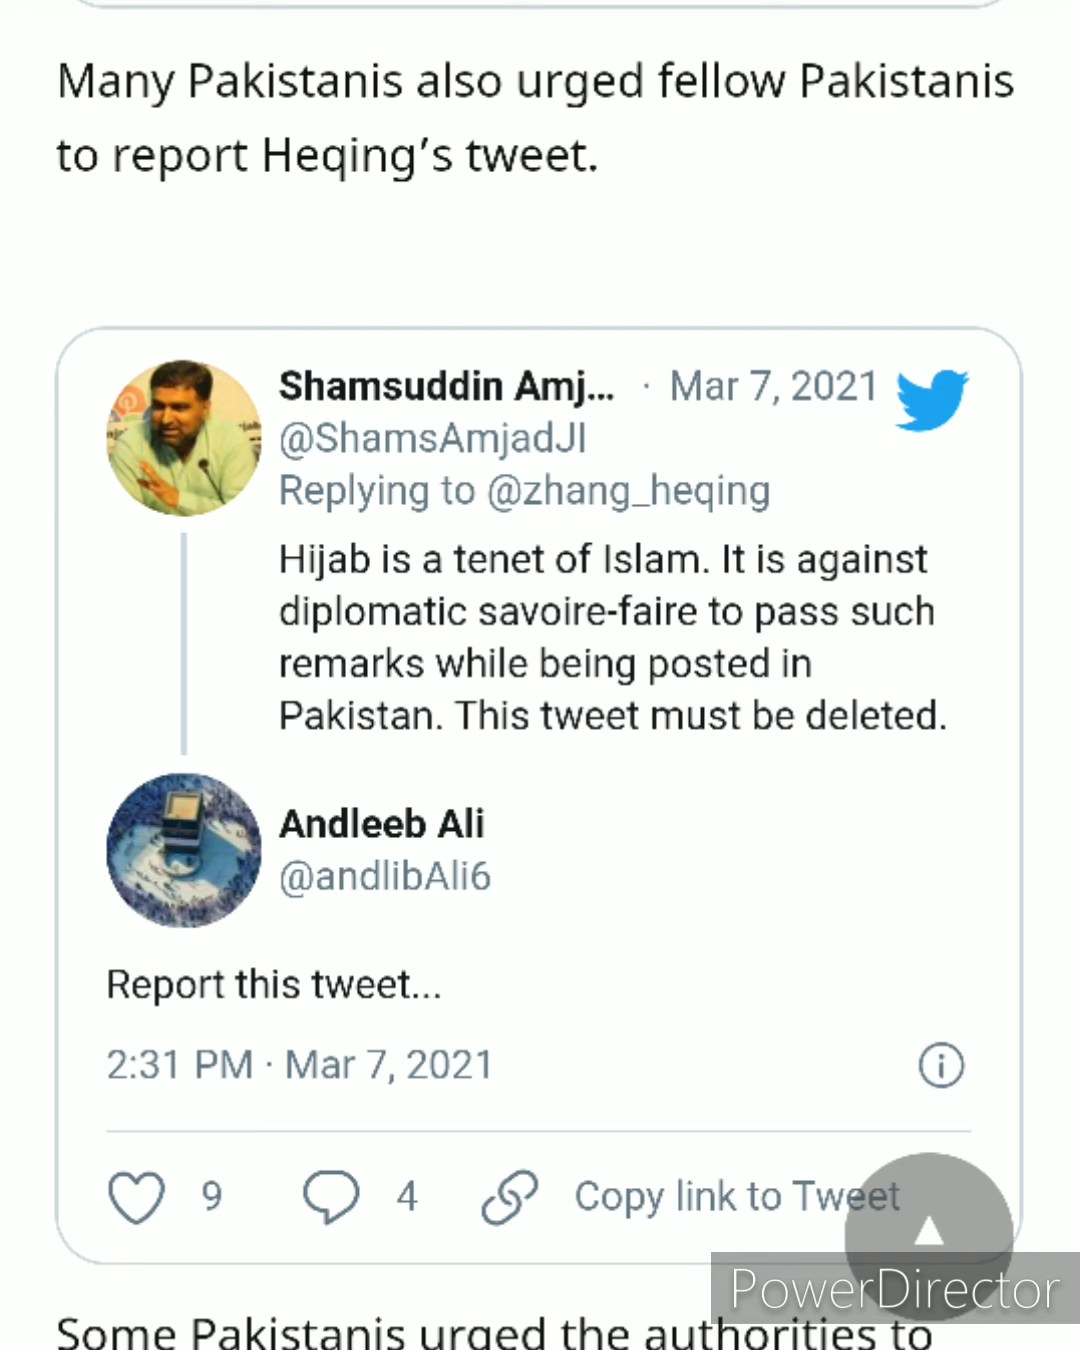 Many Pakistanis also urged fellow Pakistanis
to report Heqing’s tweet.
Shamsuddin Amj... · Mar 7, 2021
@ShamsAmjadJI
Replying to @zhang_heqing
Hijab is a tenet of Islam. It is against
diplomatic savoire-faire to pass such
remarks while being posted in
Pakistan. This tweet must be deleted.
Andleeb Ali
@andlibAli6
Report this tweet...
2:31 PM · Mar 7, 2021
9 4 Copy link to Tweet
PowerDirector
Some Pakistanis urged the authorities to